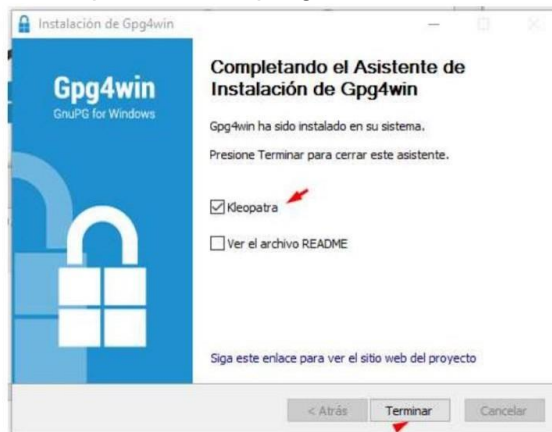 Instalación de Gpg4win
Gpg4win
GnuPG for Windows
Completando el Asistente de
Instalación de Gpg4win
Gpg4win ha sido instalado en su sistema.
Presione Terminar para cerrar este asistente.
Kleopatra
Ver el archivo README
Siga este enlace para ver el sitio web del proyecto
< Atrás
Terminar
Cancelar